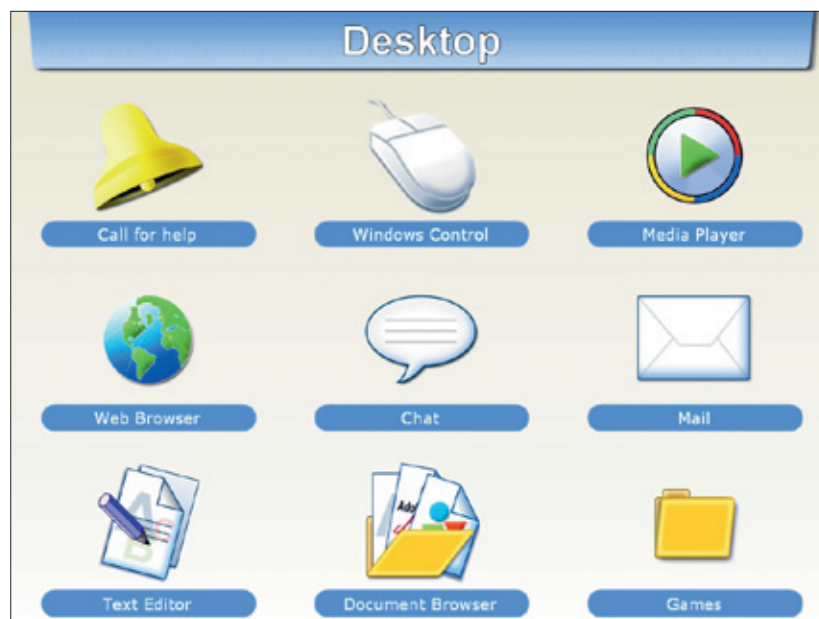 Desktop
Call for help
Windows Control
Media Player
Web Browser
Chat
Mail
Text Editor
Document Browser
Games